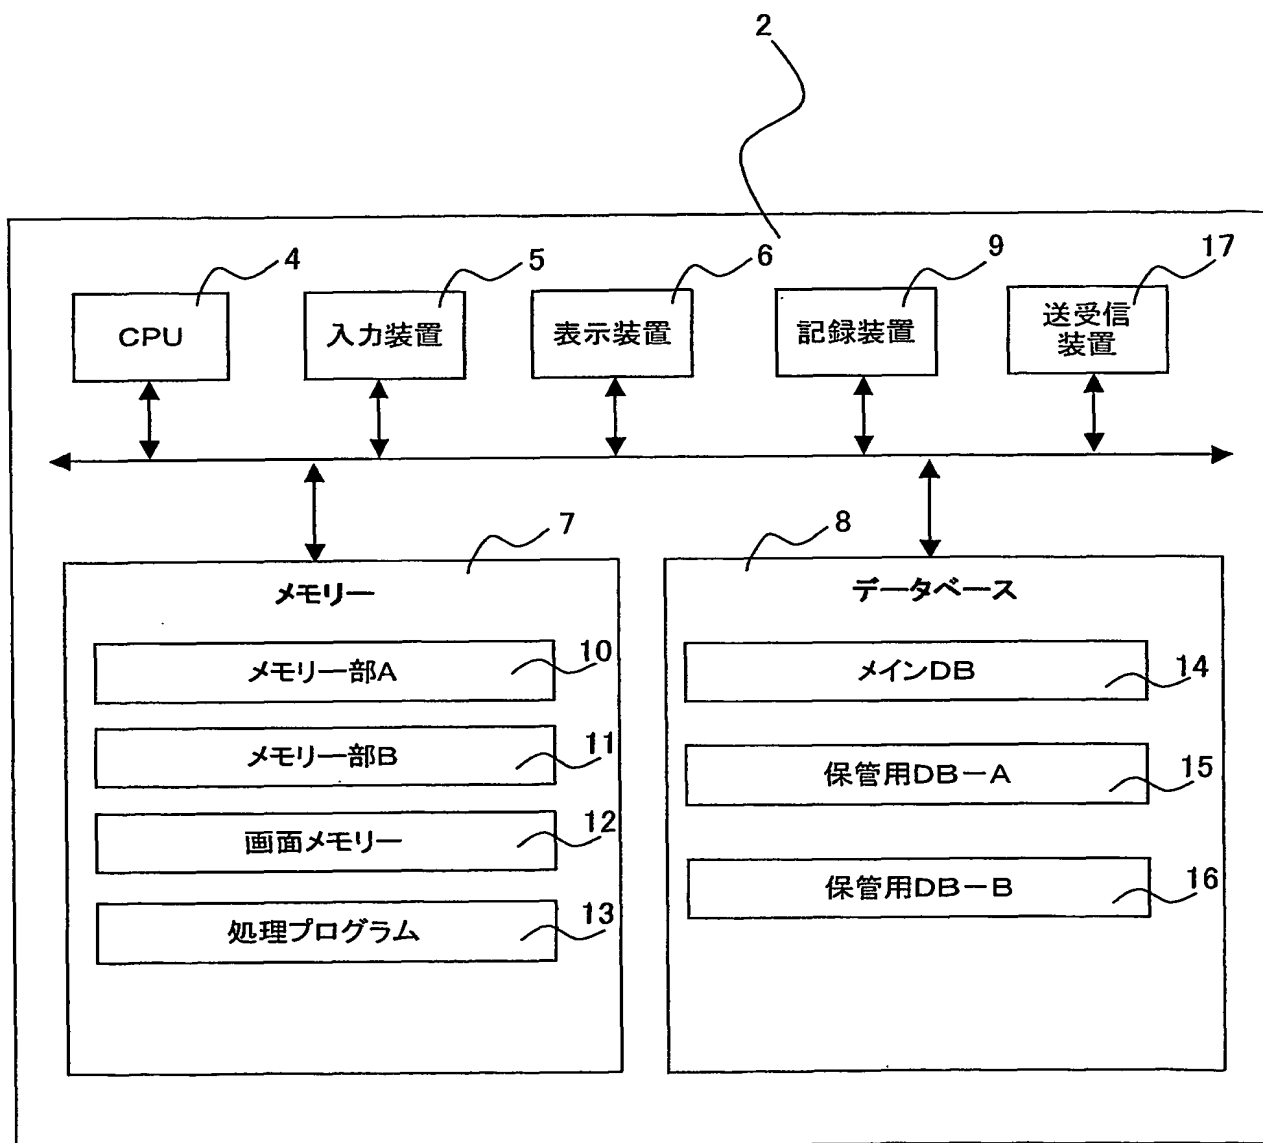 2
4
5
6
9
17
CPU
入力装置
表示装置
記録装置
送受信
装置
7
8
メモリー
データベース
メモリー部A
10
メモリー部B
11
画面メモリー
12
処理プログラム
13
メインDB
14
保管用DB－A
15
保管用DB－B
16